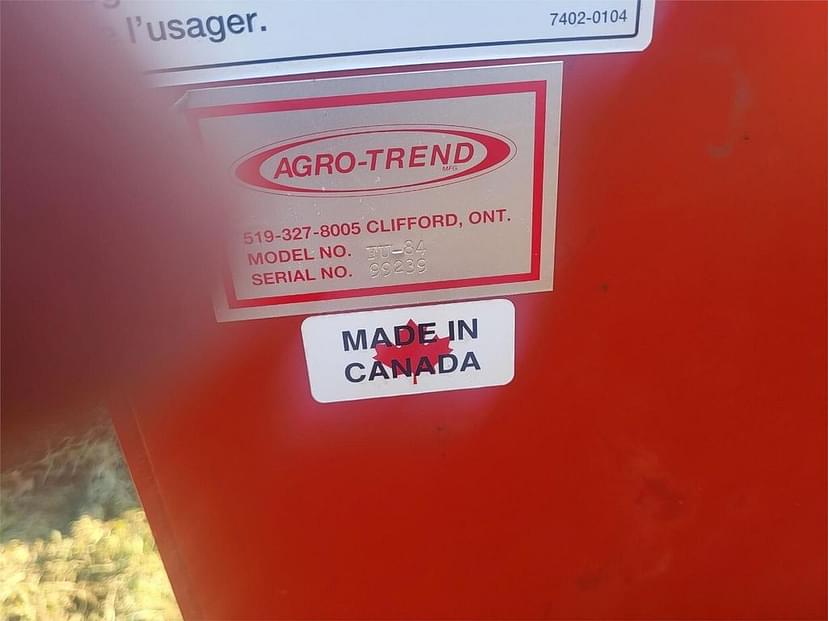 l'usager.
7402-0104
AGRO-TREND
MFG.
519-327-8005 CLIFFORD, ONT.
MODEL NO. -84
SERIAL NO. 99239
MADE IN
CANADA